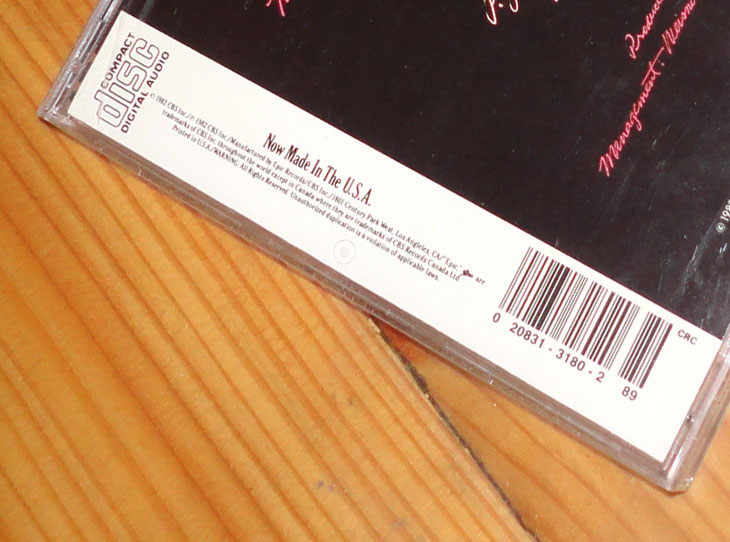 Management: Meisne
COMPACT
disc
DIGITAL AUDIO
Now Made In The U.S.A.
© 1982 CBS Inc./℗ 1982 CBS Inc./Manufactured by Epic Records/CBS Inc./1801 Century Park West, Los Angeles, CA/"Epic," are
trademarks of CBS Inc. throughout the world except in Canada where they are trademarks of CBS Records Canada Ltd.
Printed in U.S.A./WARNING: All Rights Reserved. Unauthorized duplication is a violation of applicable laws.
CRC
0 20831-3180-2 89